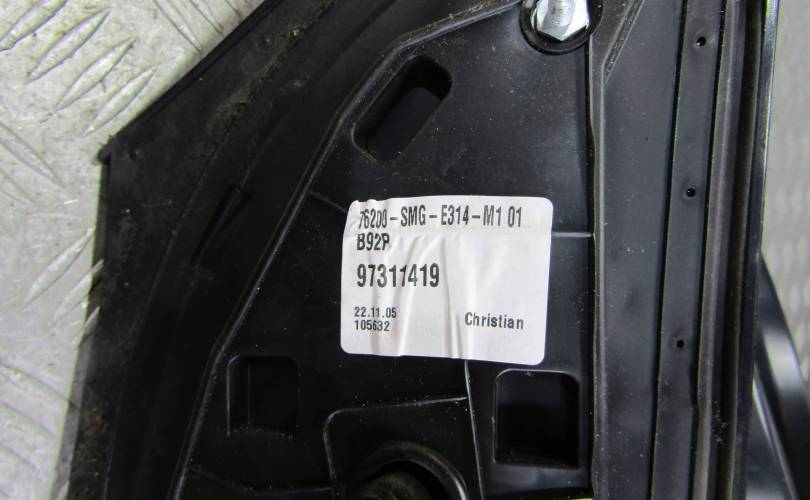 76200-SMG-E314-M1 01
B92P
97311419
22.11.05
105632 Christian